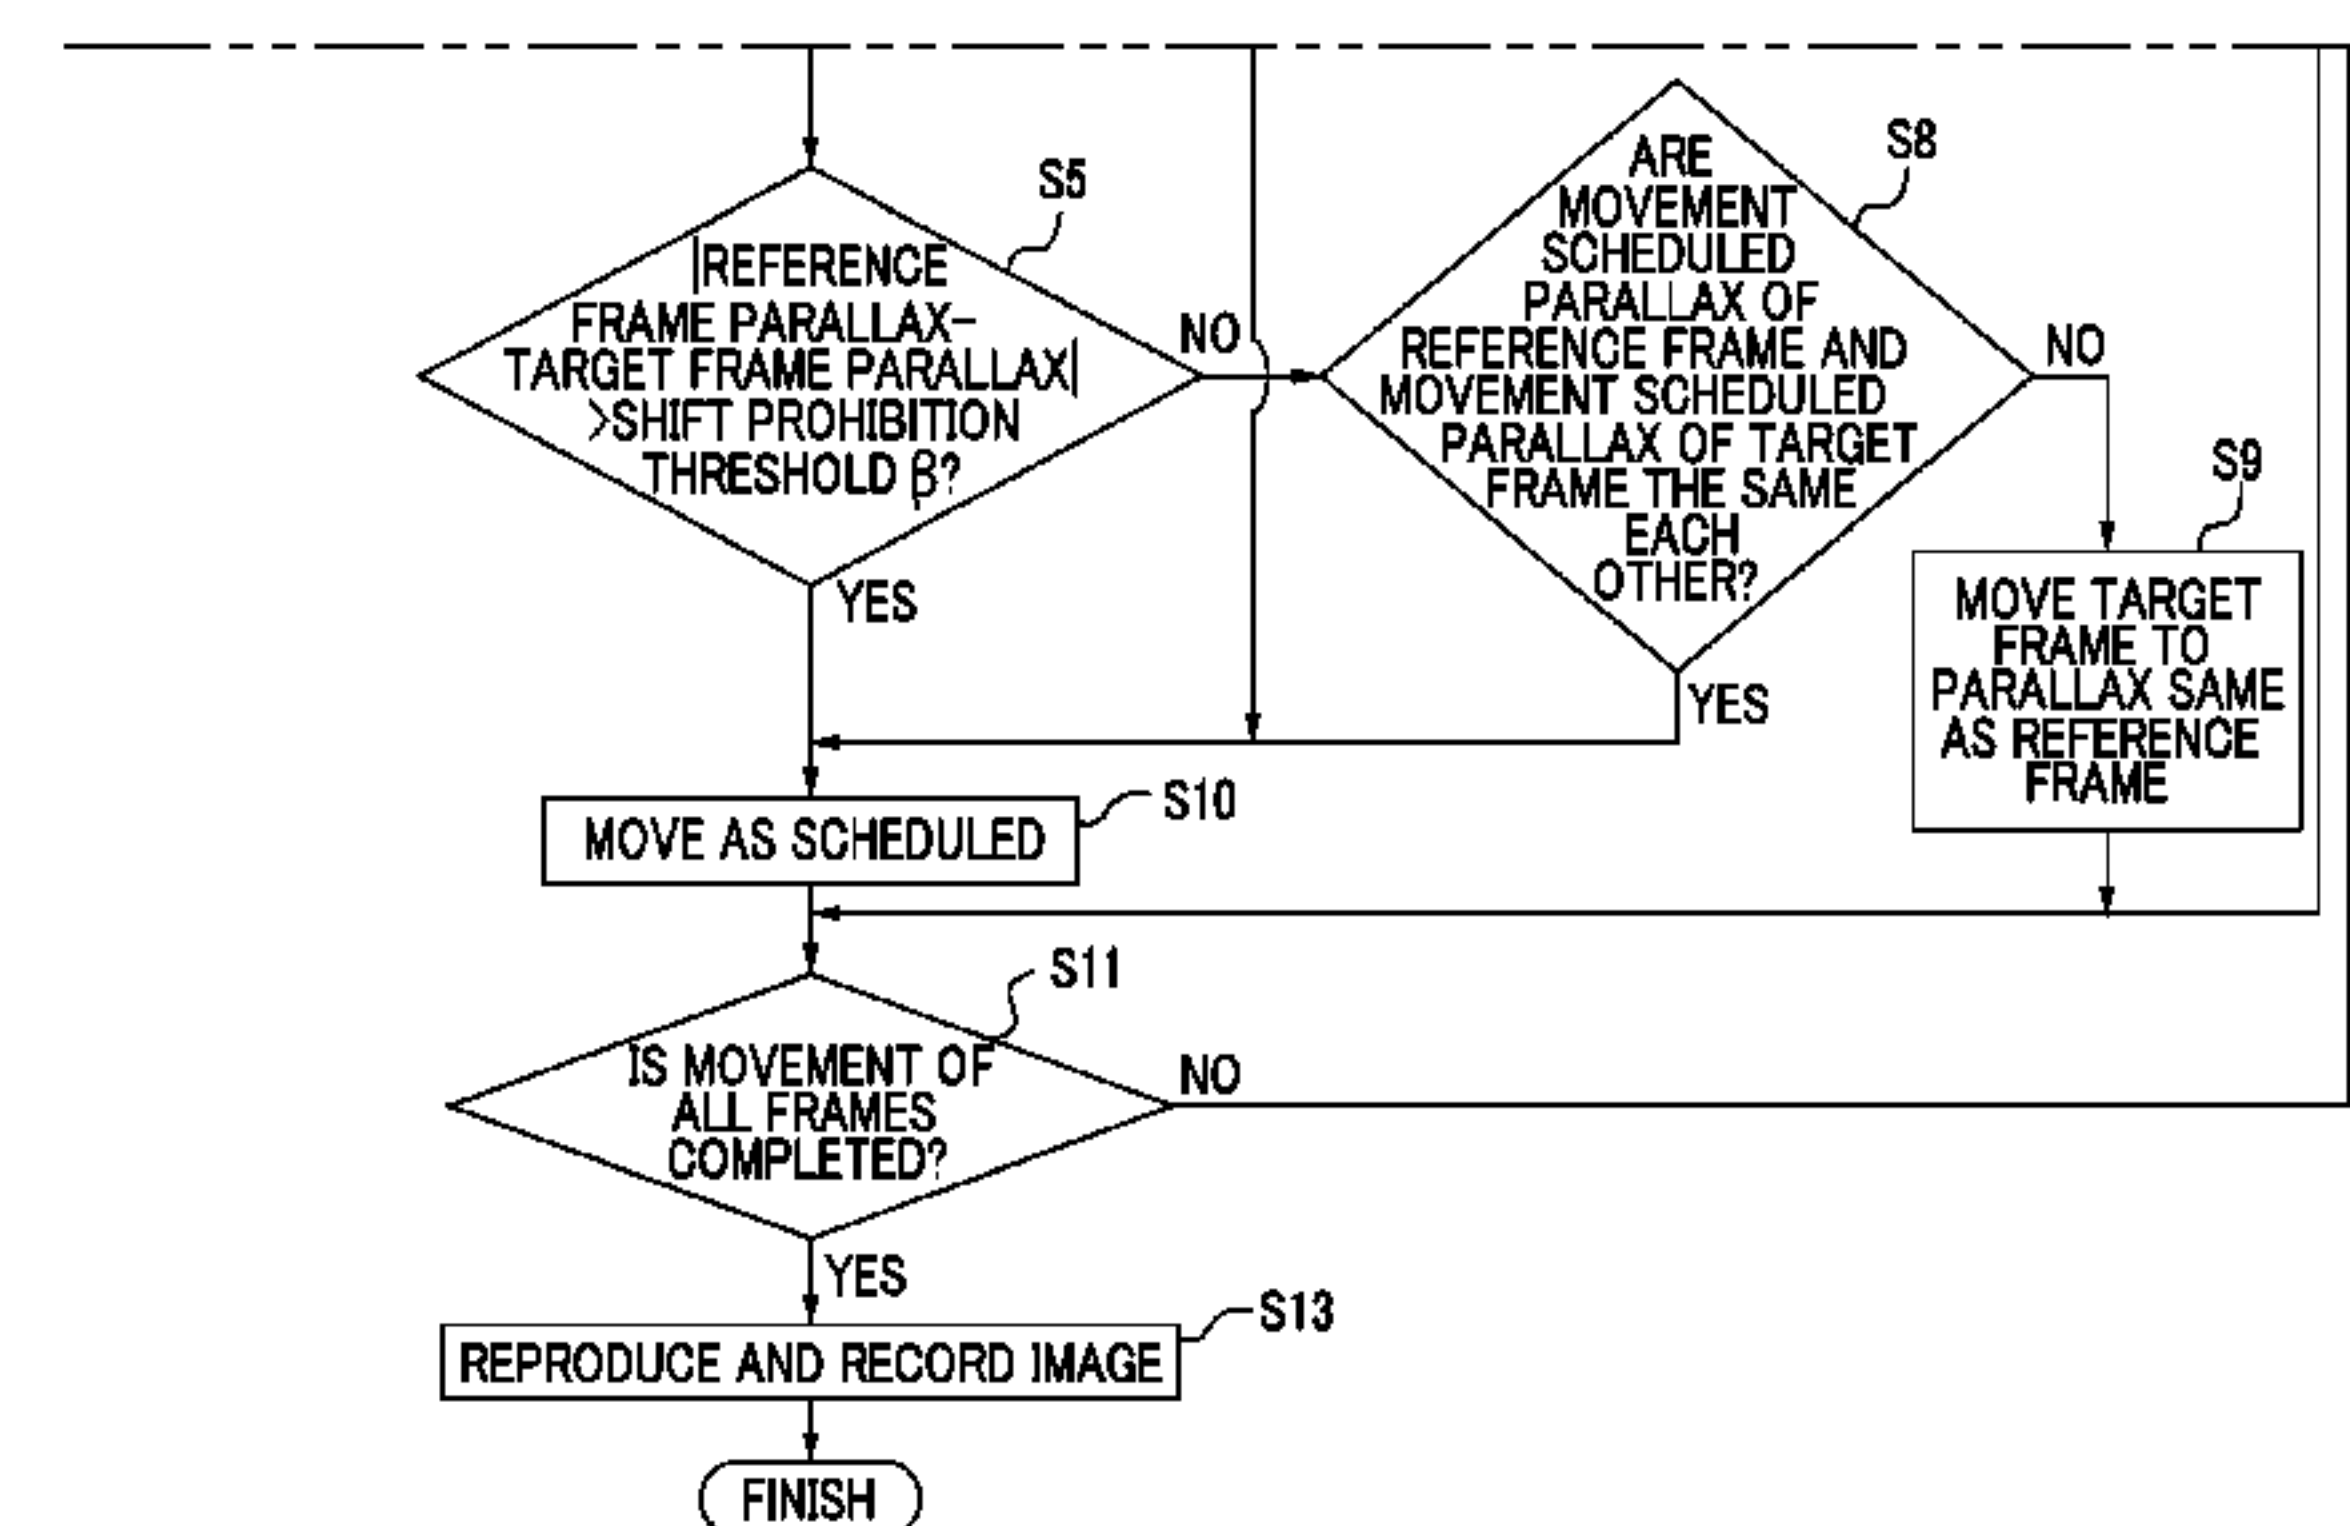 S5
|REFERENCE
FRAME PARALLAX-
TARGET FRAME PARALLAX|
>SHIFT PROHIBITION
THRESHOLD β?
NO
YES
S8
ARE
MOVEMENT
SCHEDULED
PARALLAX OF
REFERENCE FRAME AND
MOVEMENT SCHEDULED
PARALLAX OF TARGET
FRAME THE SAME
EACH
OTHER?
NO
YES
S9
MOVE TARGET
FRAME TO
PARALLAX SAME
AS REFERENCE
FRAME
S10
MOVE AS SCHEDULED
S11
IS MOVEMENT OF
ALL FRAMES
COMPLETED?
NO
YES
S13
REPRODUCE AND RECORD IMAGE
FINISH